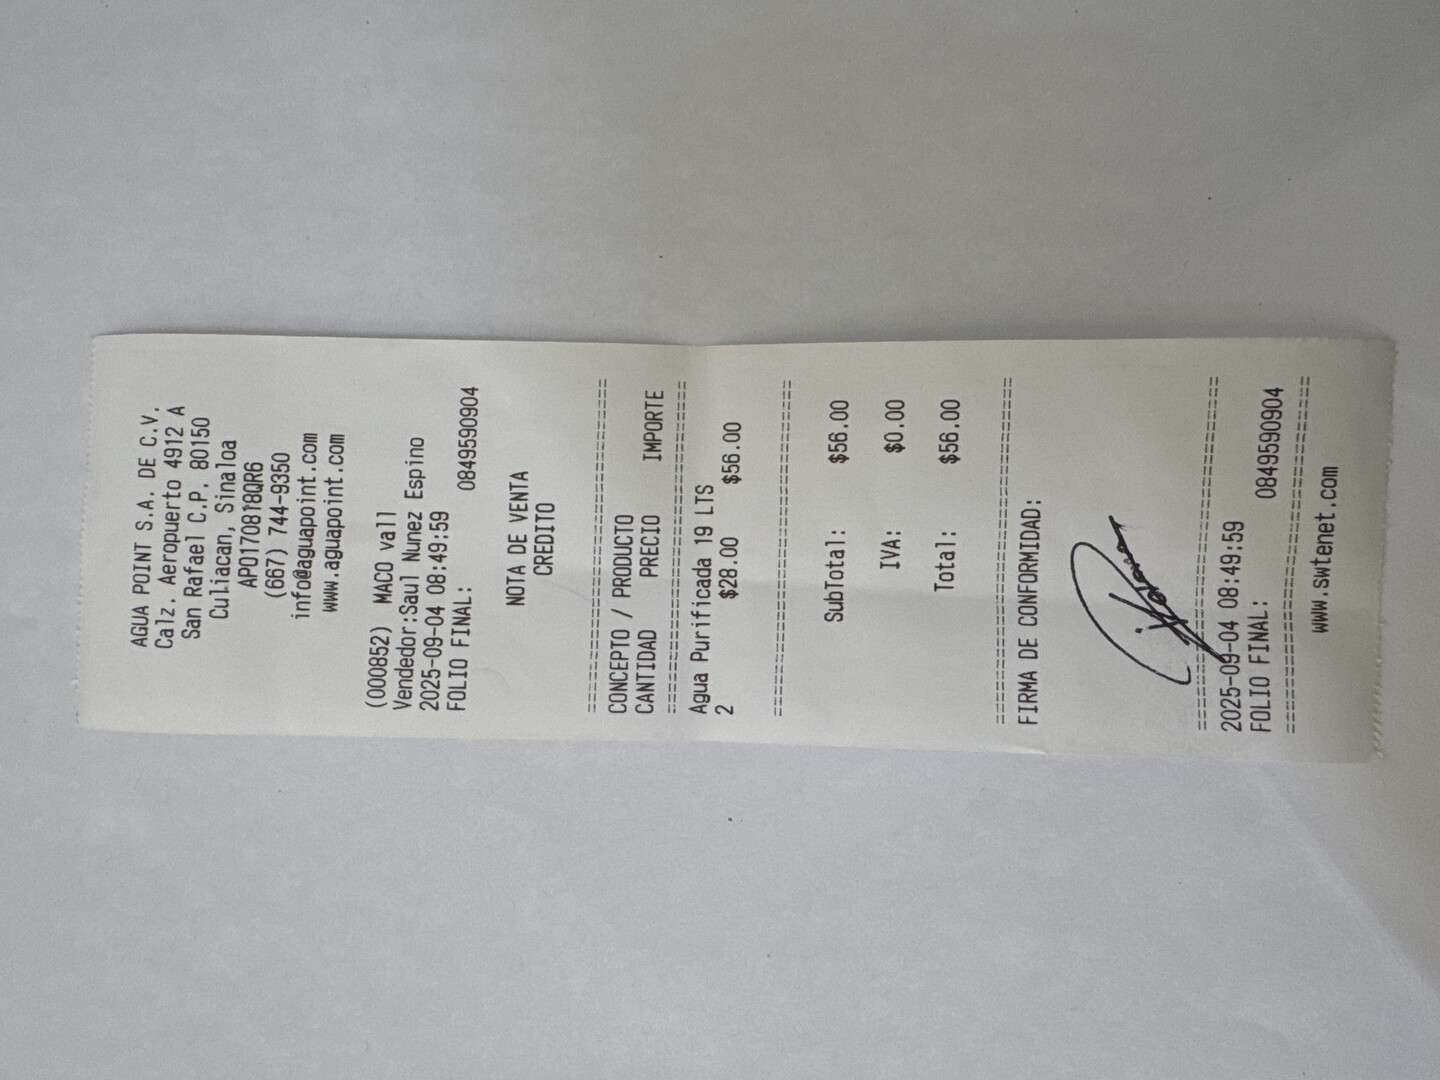 AGUA POINT S.A. DE C.V.
Calz. Aeropuerto 4912 A
San Rafael C.P. 80150
Culiacan, Sinaloa
APO170818QR6
(667) 744-9350
info@aguapoint.com
www.aguapoint.com
(000852) MACO vall
Vendedor:Saul Nunez Espino
2025-09-04 08:49:59
FOLIO FINAL: 0849590904
NOTA DE VENTA
CREDITO
================================
CONCEPTO / PRODUCTO
CANTIDAD PRECIO IMPORTE
================================
Agua Purificada 19 LTS
2 $28.00 $56.00
================================
SubTotal: $56.00
IVA: $0.00
Total: $56.00
================================
FIRMA DE CONFORMIDAD:
================================
2025-09-04 08:49:59
FOLIO FINAL: 0849590904
================================
www.swtenet.com